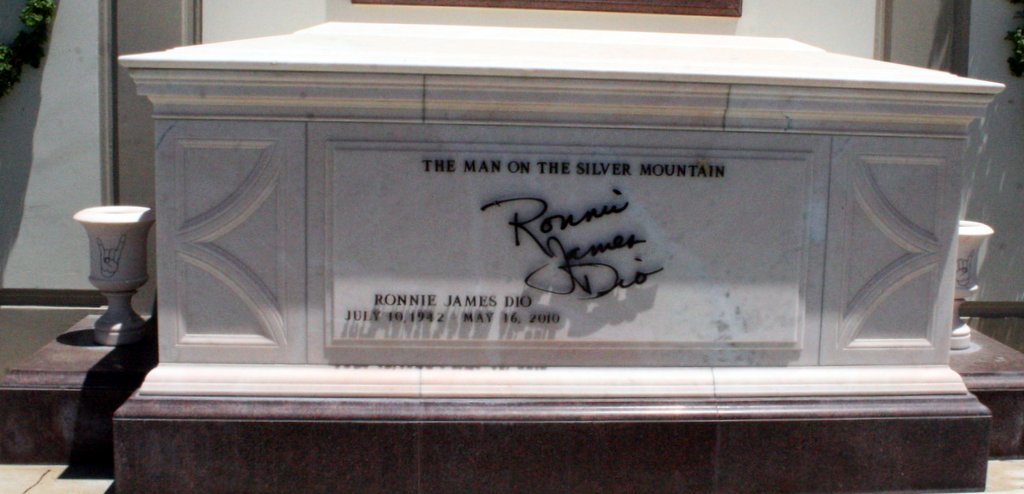 THE MAN ON THE SILVER MOUNTAIN
Ronnie
James
Dio
RONNIE JAMES DIO
JULY 10, 1942 - MAY 16, 2010